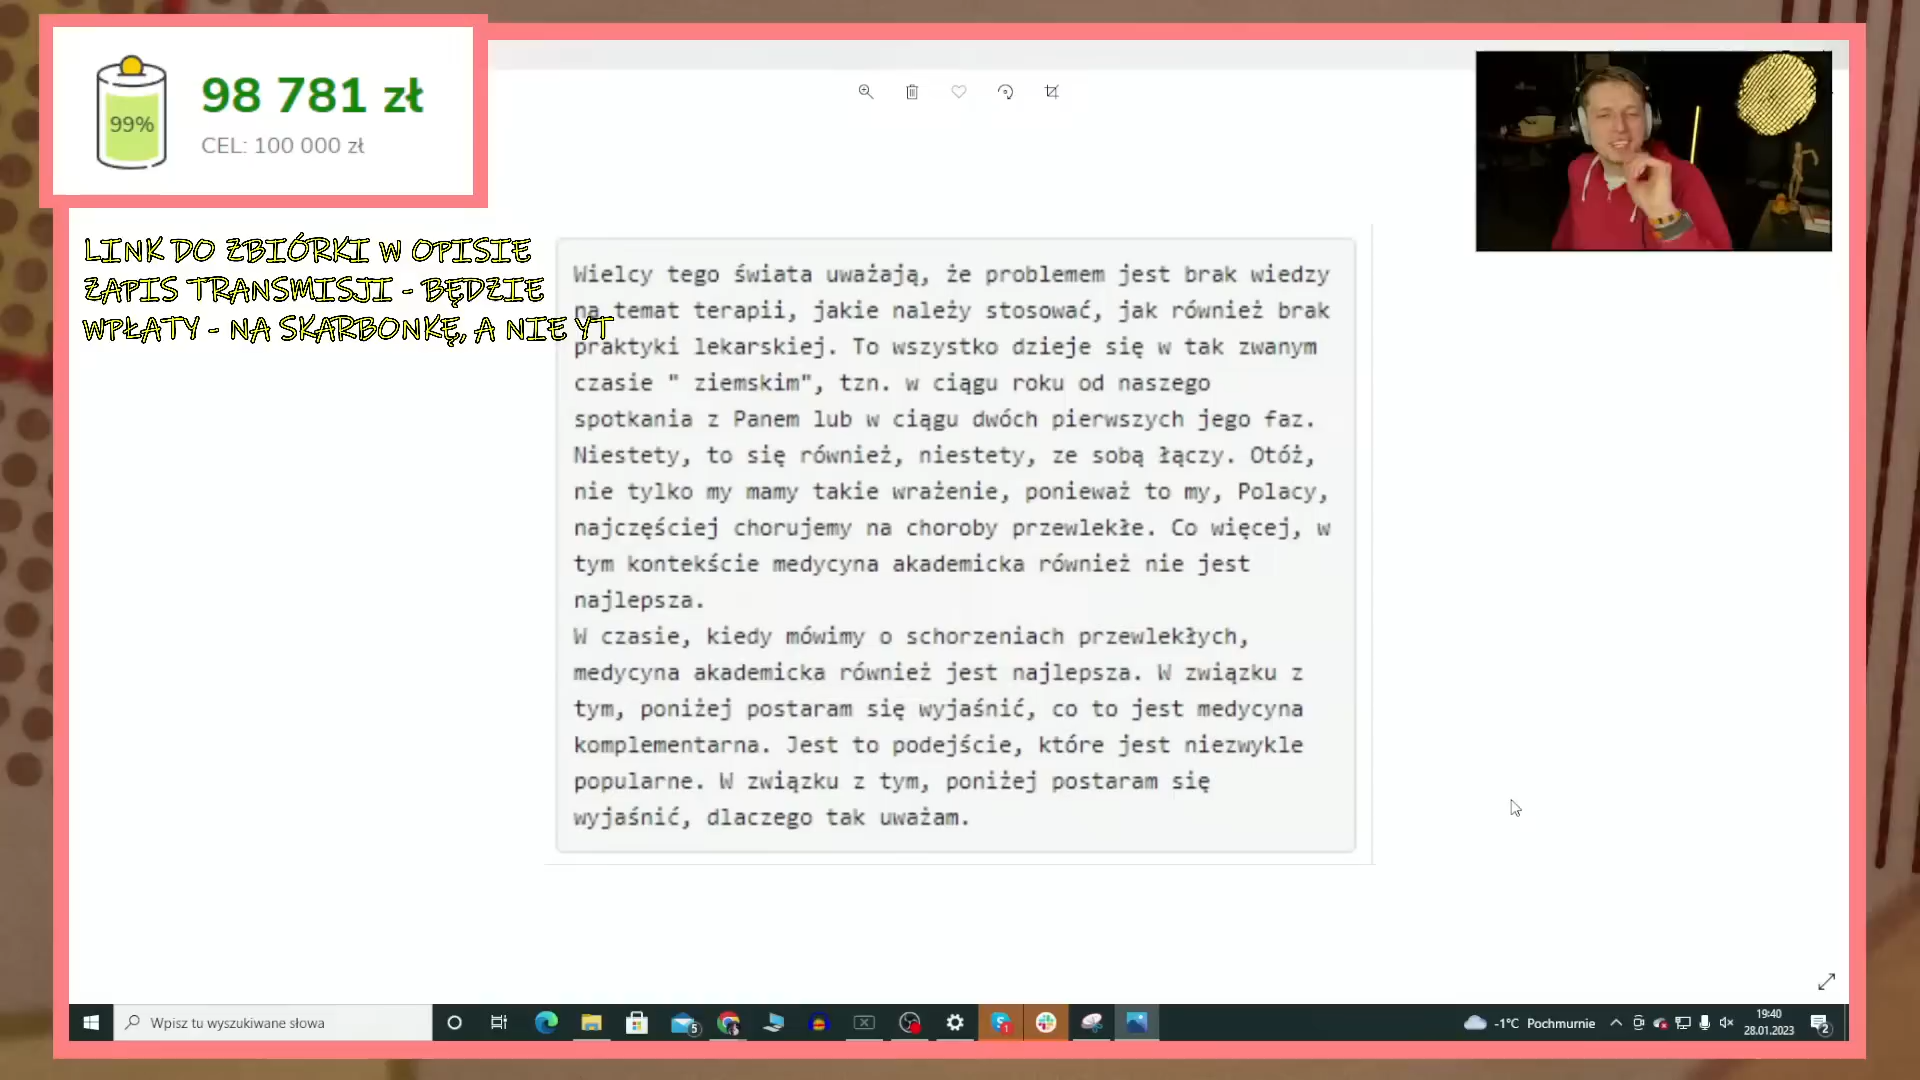 98 781 zł
99%
CEL: 100 000 zł
LINK DO ZBIÓRKI W OPISIE
ZAPIS TRANSMISJI - BĘDZIE
WPŁATY - NA SKARBONKĘ, A NIE YT
Wielcy tego świata uważają, że problemem jest brak wiedzy
na temat terapii, jakie należy stosować, jak również brak
praktyki lekarskiej. To wszystko dzieje się w tak zwanym
czasie " ziemskim", tzn. w ciągu roku od naszego
spotkania z Panem lub w ciągu dwóch pierwszych jego faz.
Niestety, to się również, niestety, ze sobą łączy. Otóż,
nie tylko my mamy takie wrażenie, ponieważ to my, Polacy,
najczęściej chorujemy na choroby przewlekłe. Co więcej, w
tym kontekście medycyna akademicka również nie jest
najlepsza.
W czasie, kiedy mówimy o schorzeniach przewlekłych,
medycyna akademicka również jest najlepsza. W związku z
tym, poniżej postaram się wyjaśnić, co to jest medycyna
komplementarna. Jest to podejście, które jest niezwykle
popularne. W związku z tym, poniżej postaram się
wyjaśnić, dlaczego tak uważam.
Wpisz tu wyszukiwane słowa
5
1
-1°C Pochmurnie
19:40
28.01.2023
2